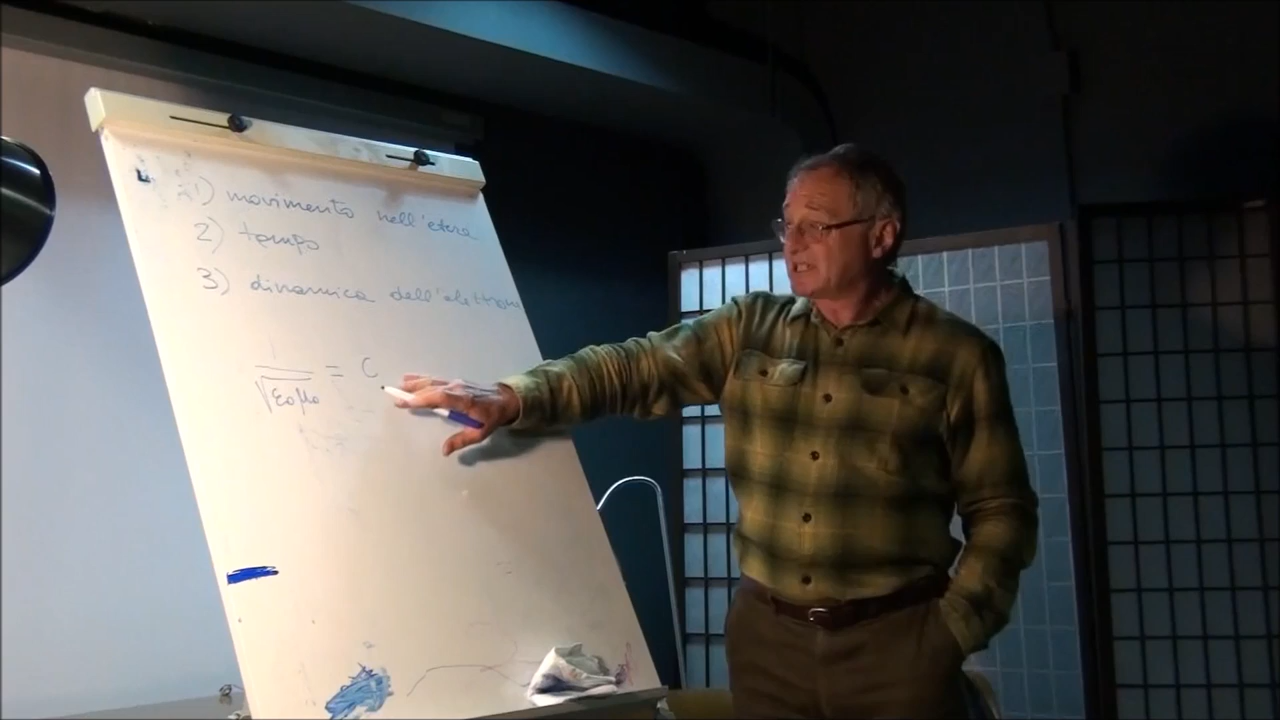 1) movimento nell'etere
2) tempo
3) dinamica dell'elettrone
1
√ε0μ0 = C